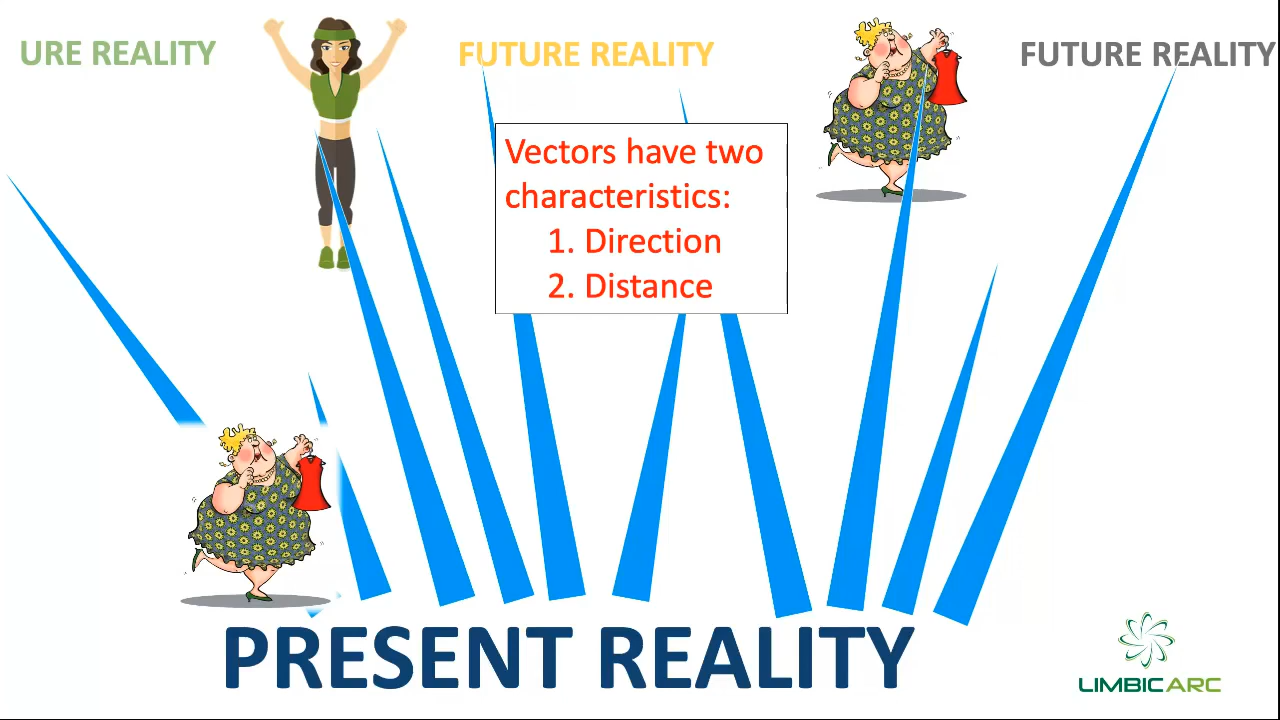 URE REALITY
FUTURE REALITY
FUTURE REALITY
Vectors have two
characteristics:
1. Direction
2. Distance
PRESENT REALITY
LIMBICARC